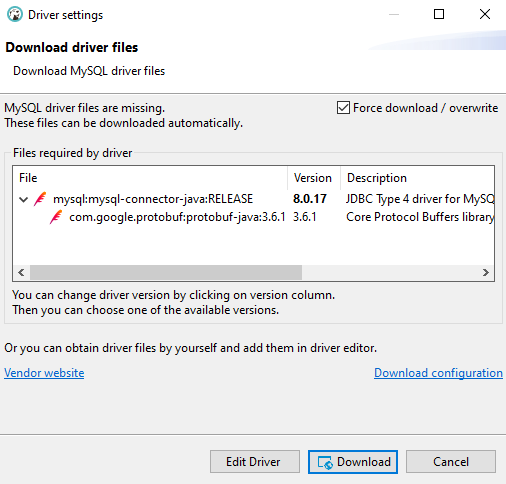 Driver settings
Download driver files
Download MySQL driver files
MySQL driver files are missing.
Force download / overwrite
These files can be downloaded automatically.
Files required by driver
File Version Description
mysql:mysql-connector-java:RELEASE 8.0.17 JDBC Type 4 driver for MySQ
com.google.protobuf:protobuf-java:3.6.1 3.6.1 Core Protocol Buffers library
You can change driver version by clicking on version column.
Then you can choose one of the available versions.
Or you can obtain driver files by yourself and add them in driver editor.
Vendor website Download configuration
Edit Driver Download Cancel